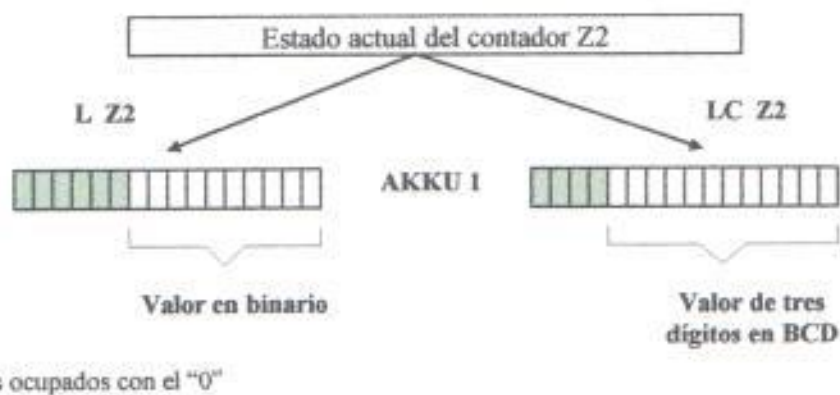 Estado actual del contador Z2
L Z2
LC Z2
AKKU 1
Valor en binario
Valor de tres
dígitos en BCD
ocupados con el “0”